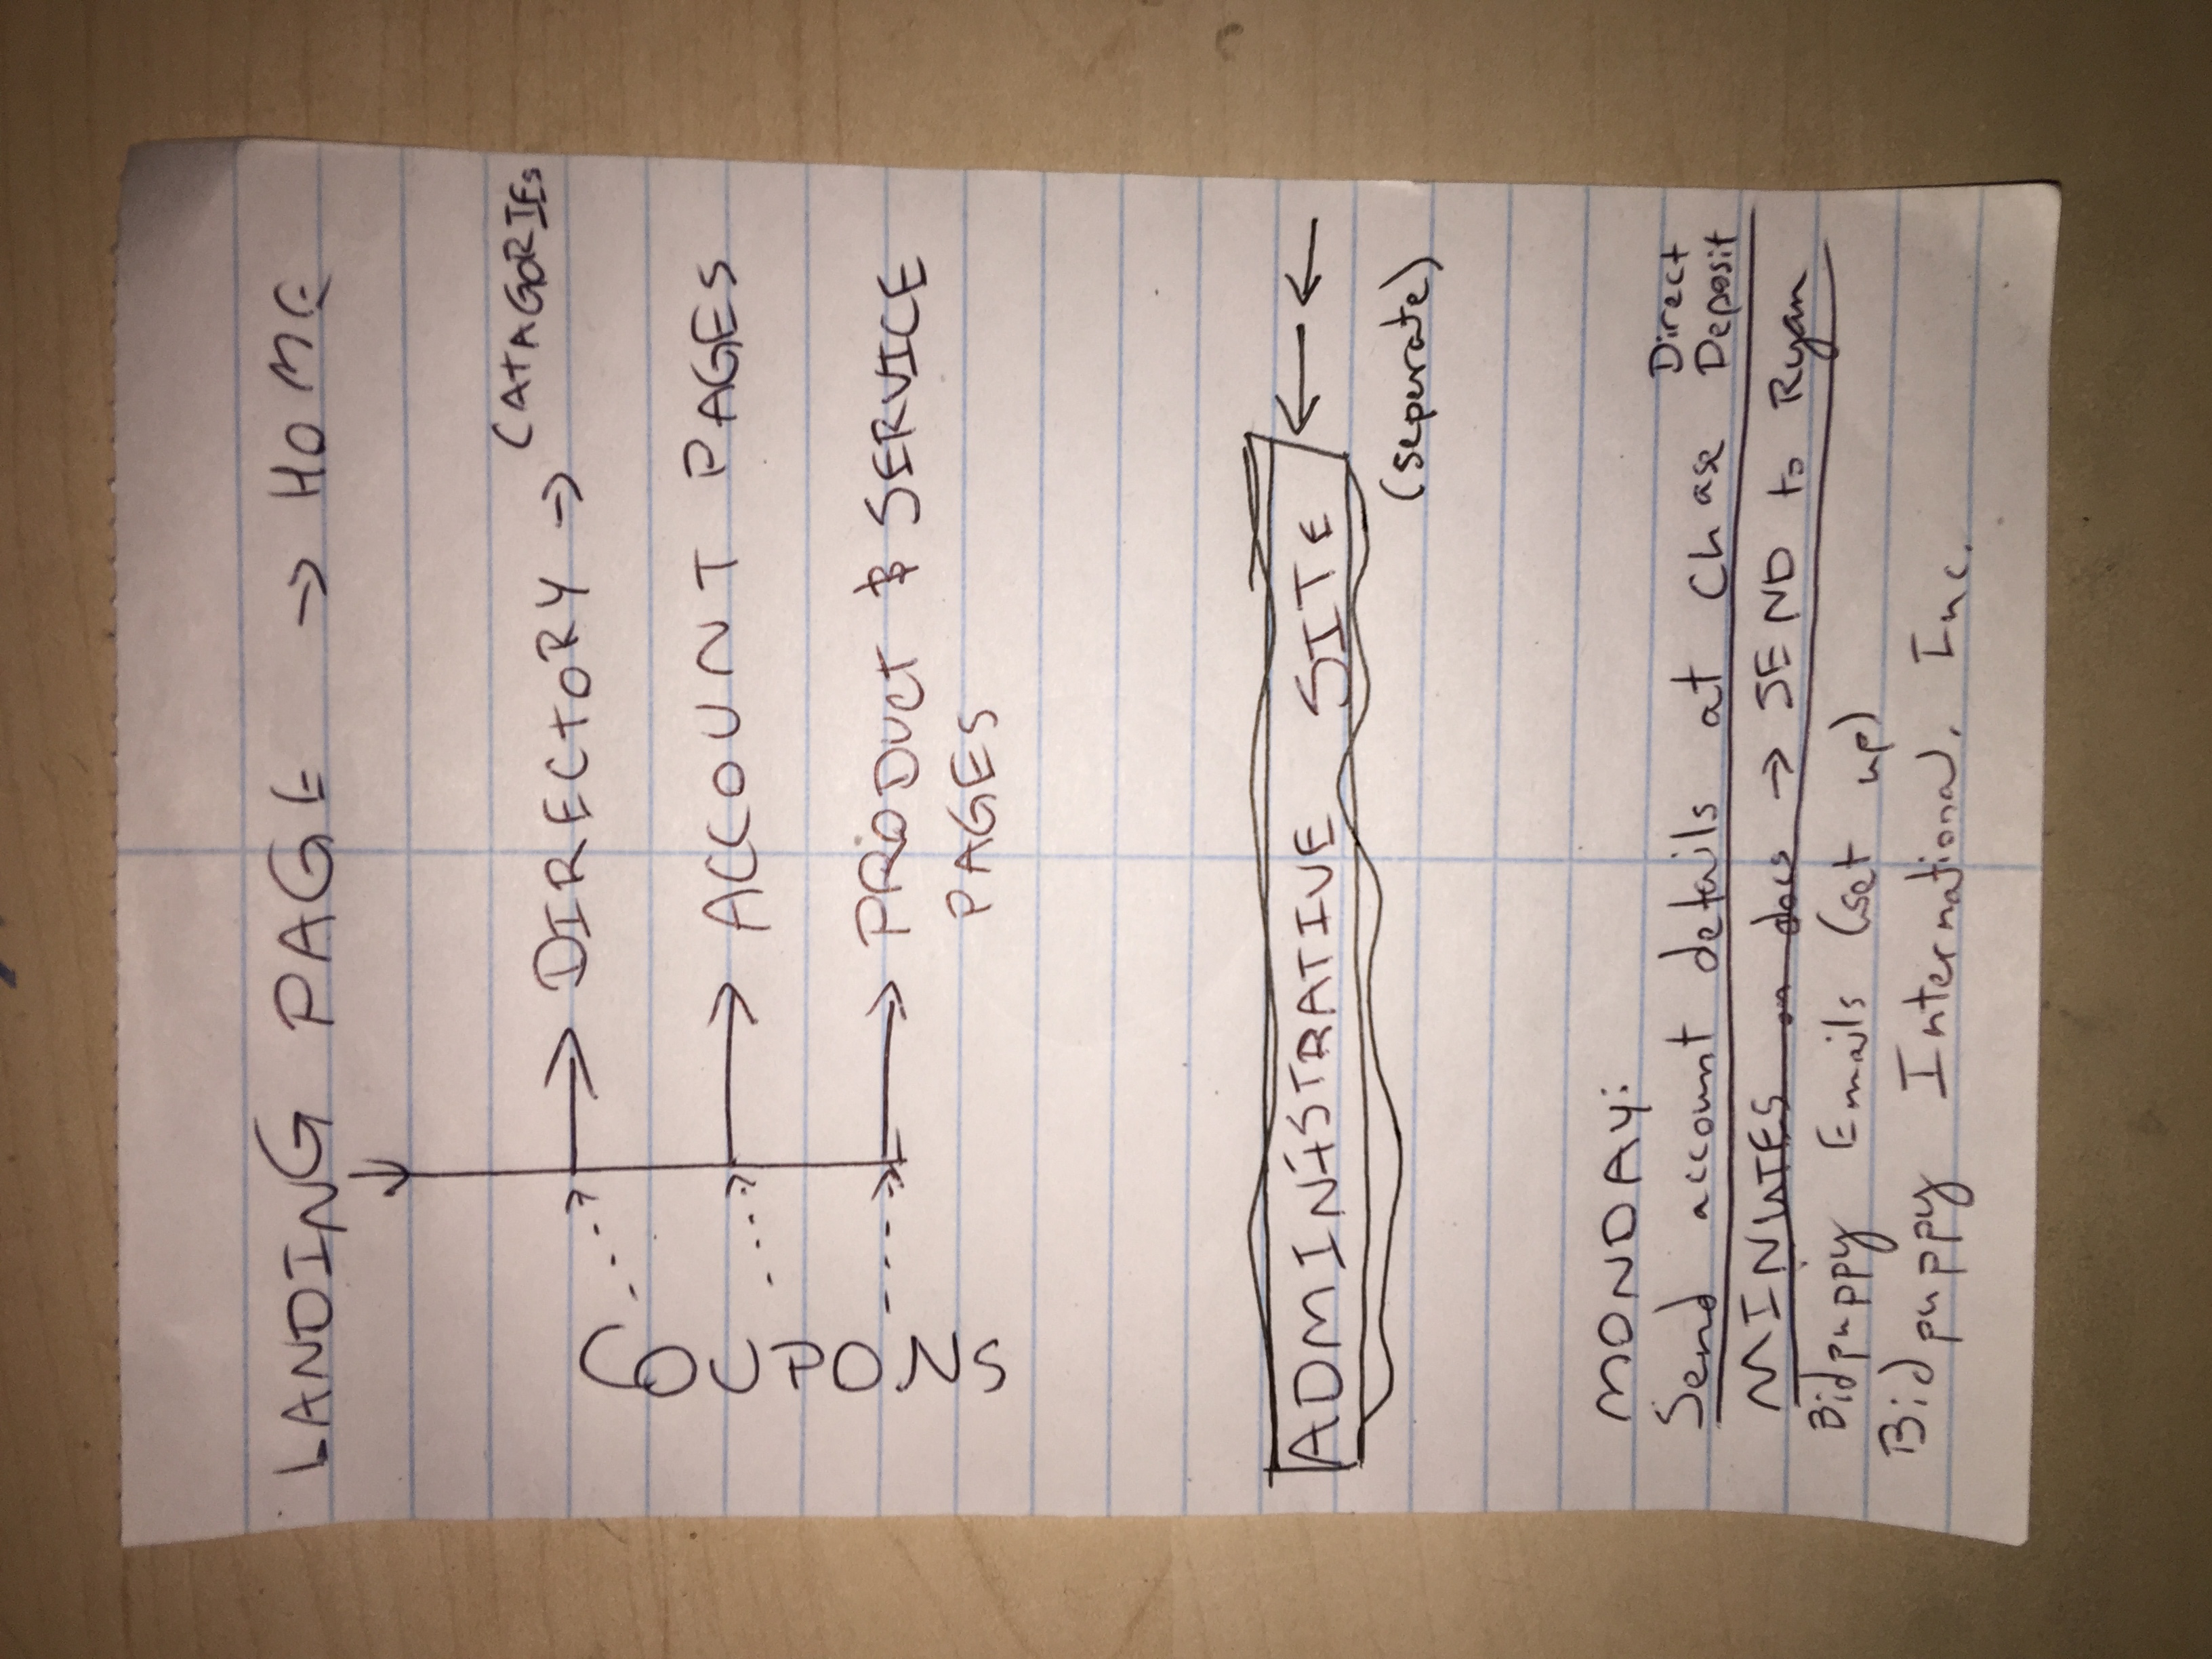 LANDING PAGE → HOME
CATAGORIES
DIRECTORY →
COUPONS
ACCOUNT PAGES
PRODUCT & SERVICE
PAGES
ADMINISTRATIVE SITE
(seperate)
MONDAY:
Send account details at Chase Direct Deposit
MINUTES on docs → SEND to Ryan
Bidpuppy Emails (set up)
Bidpuppy International. Inc.